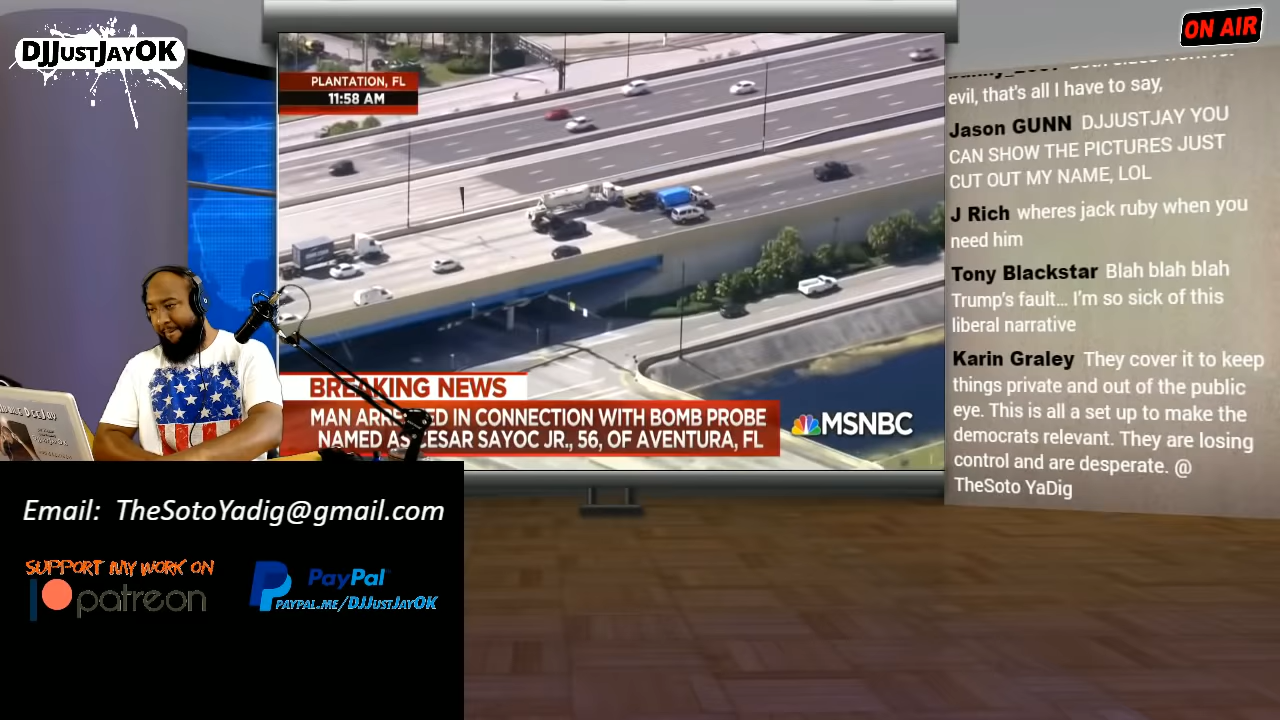 DJJUSTJAYOK
ON AIR
PLANTATION, FL
11:58 AM
evil, that's all I have to say,
Jason GUNN DJJUSTJAY YOU
CAN SHOW THE PICTURES JUST
CUT OUT MY NAME, LOL
J Rich wheres jack ruby when you
need him
Tony Blackstar Blah blah blah
Trump's fault... I'm so sick of this
liberal narrative
Karin Graley They cover it to keep
things private and out of the public
eye. This is all a set up to make the
democrats relevant. They are losing
control and are desperate. @
TheSoto YaDig
BREAKING NEWS
MAN ARRESTED IN CONNECTION WITH BOMB PROBE
NAMED AS CESAR SAYOC JR., 56, OF AVENTURA, FL
MSNBC
Email: TheSotoYadig@gmail.com
SUPPORT MY WORK ON
patreon
PayPal
PAYPAL.ME/DJJUSTJAYOK